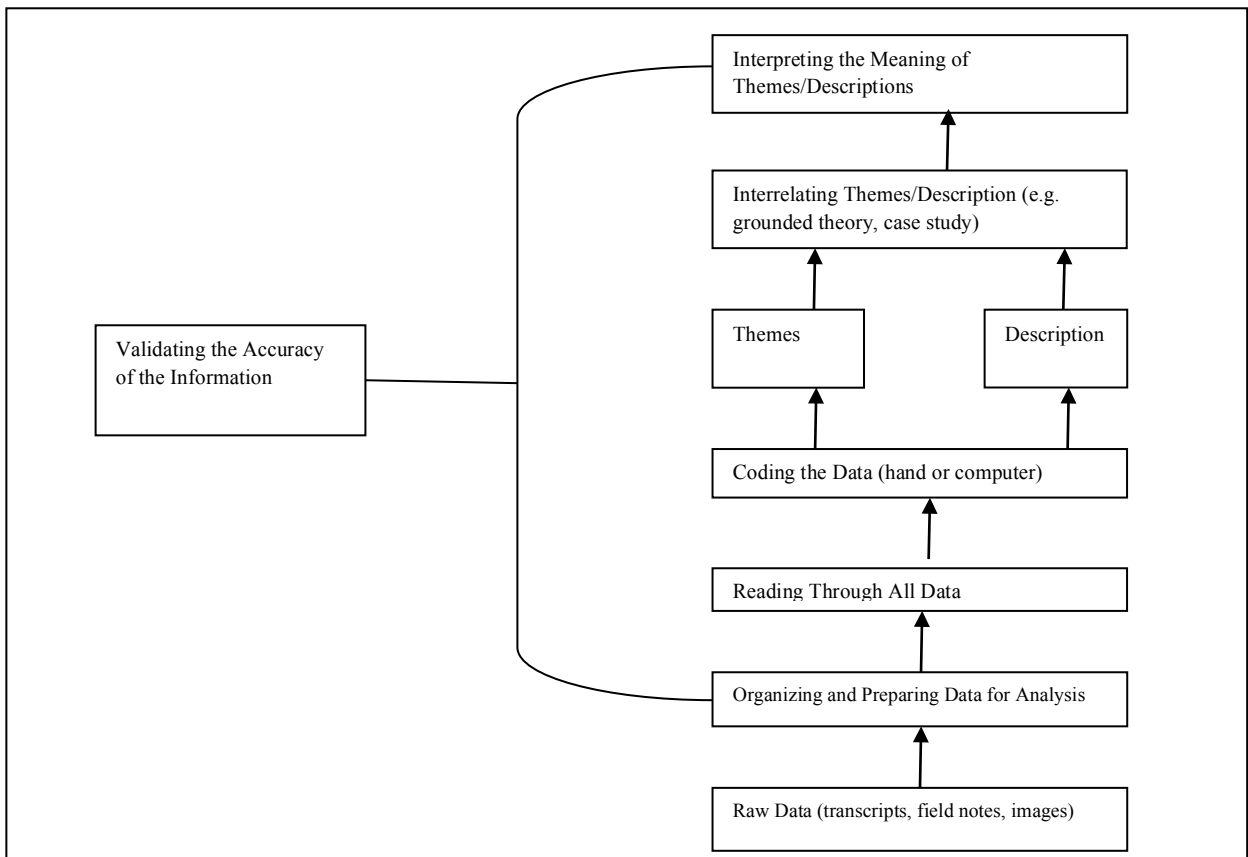 Interpreting the Meaning of
Themes/Descriptions
Interrelating Themes/Description (e.g.
grounded theory, case study)
Themes
Description
Validating the Accuracy
of the Information
Coding the Data (hand or computer)
Reading Through All Data
Organizing and Preparing Data for Analysis
Raw Data (transcripts, field notes, images)